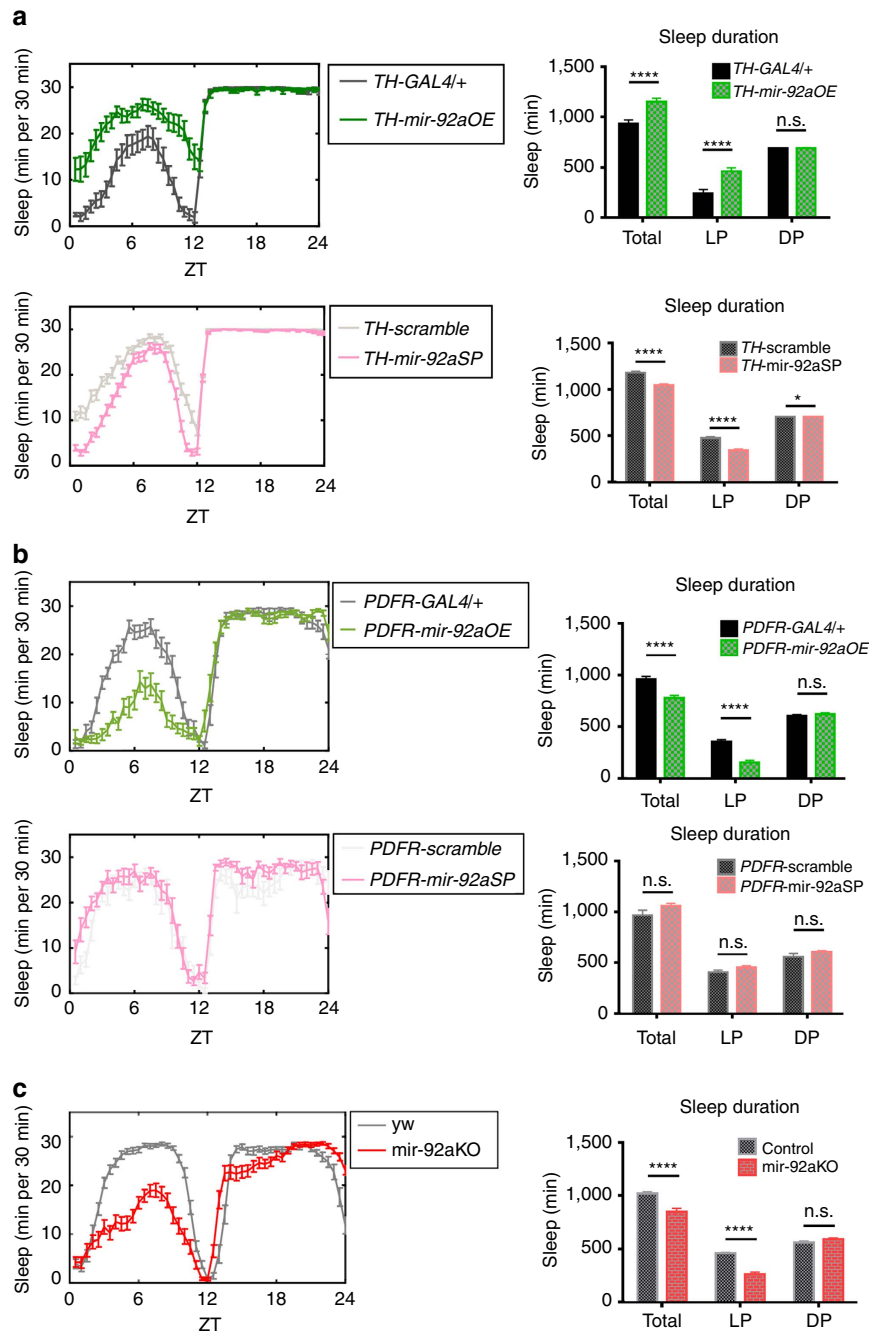 a
Sleep (min per 30 min)
30
20
10
0
0
6
12
18
24
ZT
TH-GAL4/+
TH-mir-92aOE
Sleep duration
Sleep (min)
1,500
1,000
500
0
TH-GAL4/+
TH-mir-92aOE
****
****
n.s.
Total
LP
DP
Sleep (min per 30 min)
30
20
10
0
0
6
12
18
24
ZT
TH-scramble
TH-mir-92aSP
Sleep duration
Sleep (min)
1,500
1,000
500
0
TH-scramble
TH-mir-92aSP
****
****
*
Total
LP
DP
b
Sleep (min per 30 min)
30
20
10
0
0
6
12
18
24
ZT
PDFR-GAL4/+
PDFR-mir-92aOE
Sleep duration
Sleep (min)
1,500
1,000
500
0
PDFR-GAL4/+
PDFR-mir-92aOE
****
****
n.s.
Total
LP
DP
Sleep (min per 30 min)
30
20
10
0
0
6
12
18
24
ZT
PDFR-scramble
PDFR-mir-92aSP
Sleep duration
Sleep (min)
1,500
1,000
500
0
PDFR-scramble
PDFR-mir-92aSP
n.s.
n.s.
n.s.
Total
LP
DP
c
Sleep (min per 30 min)
30
20
10
0
0
6
12
18
24
ZT
yw
mir-92aKO
Sleep duration
Sleep (min)
1,500
1,000
500
0
Control
mir-92aKO
****
****
n.s.
Total
LP
DP